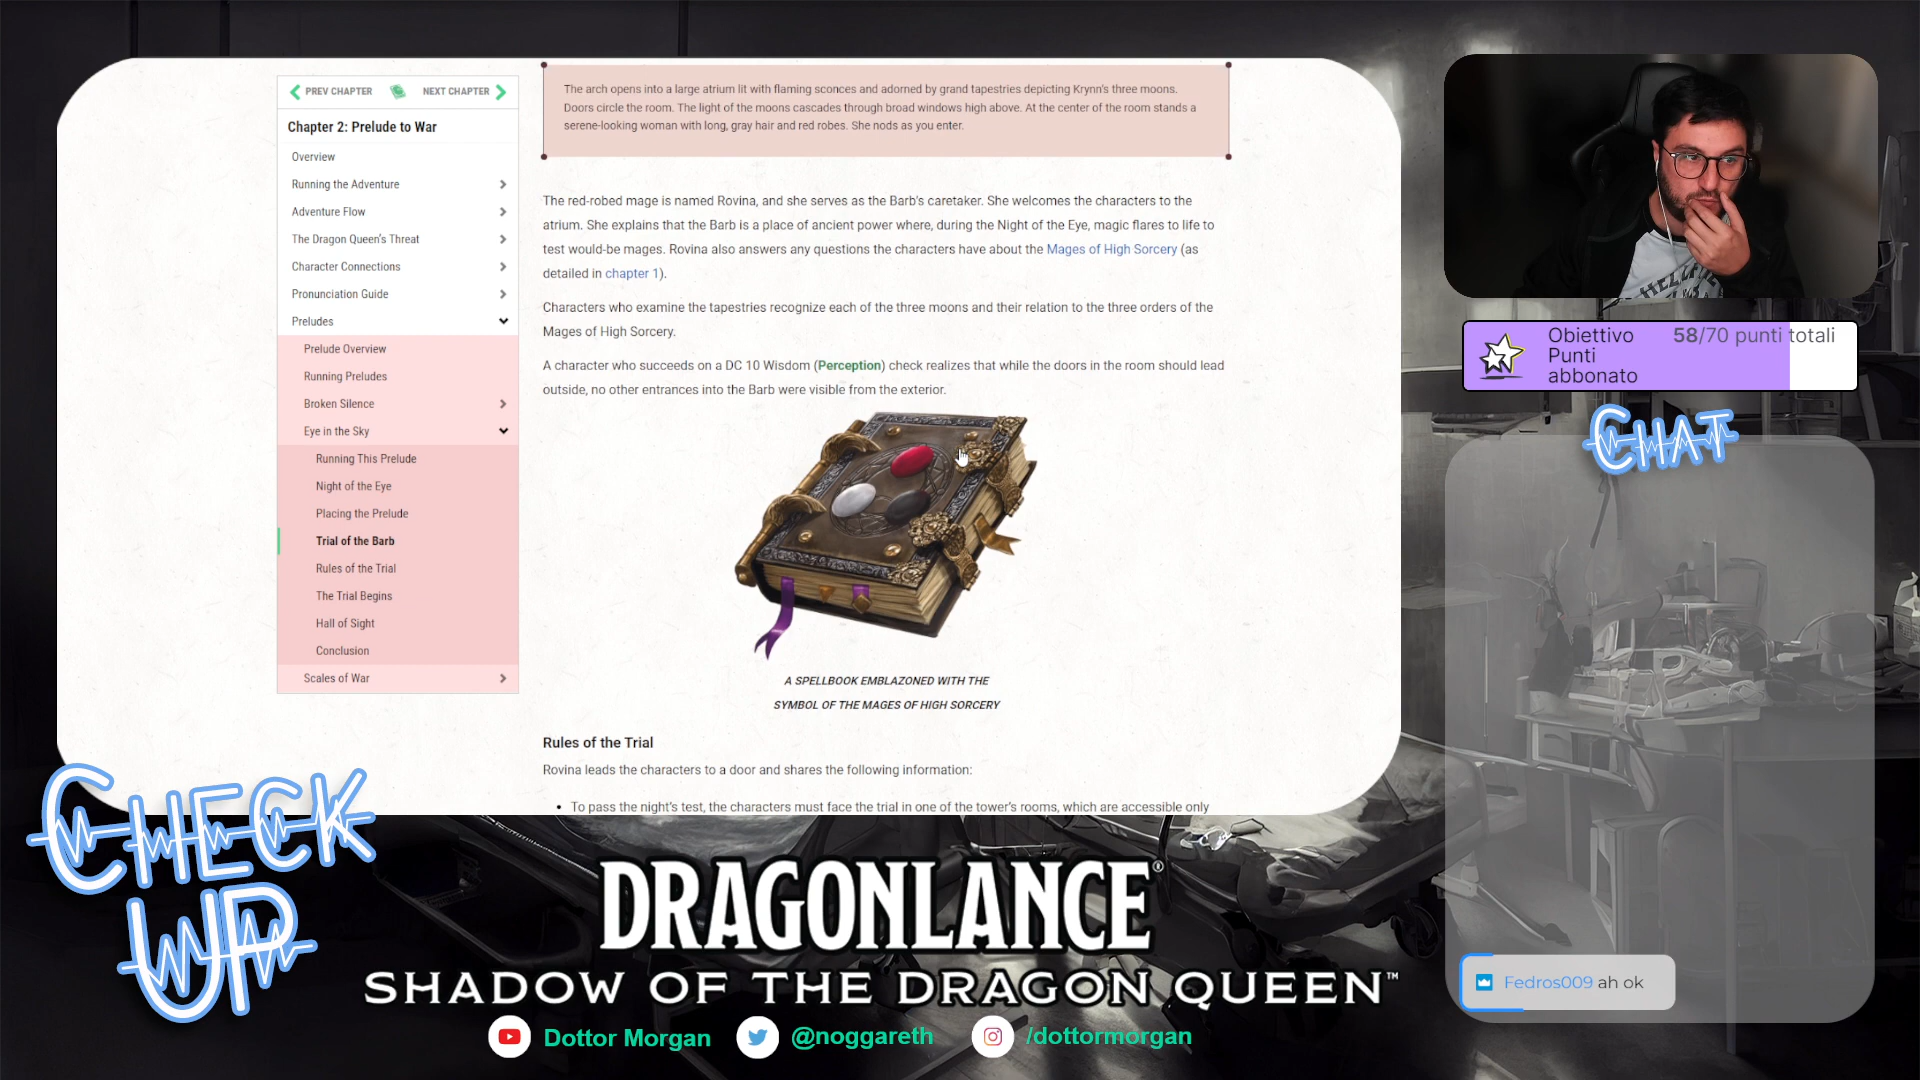 PREV CHAPTER
NEXT CHAPTER
Chapter 2: Prelude to War
Overview
Running the Adventure
Adventure Flow
The Dragon Queen's Threat
Character Connections
Pronunciation Guide
Preludes
Prelude Overview
Running Preludes
Broken Silence
Eye in the Sky
Running This Prelude
Night of the Eye
Placing the Prelude
Trial of the Barb
Rules of the Trial
The Trial Begins
Hall of Sight
Conclusion
Scales of War
The arch opens into a large atrium lit with flaming sconces and adorned by grand tapestries depicting Krynn's three moons.
Doors circle the room. The light of the moons cascades through broad windows high above. At the center of the room stands a
serene-looking woman with long, gray hair and red robes. She nods as you enter.
The red-robed mage is named Rovina, and she serves as the Barb's caretaker. She welcomes the characters to the
atrium. She explains that the Barb is a place of ancient power where, during the Night of the Eye, magic flares to life to
test would-be mages. Rovina also answers any questions the characters have about the Mages of High Sorcery (as
detailed in chapter 1).
Characters who examine the tapestries recognize each of the three moons and their relation to the three orders of the
Mages of High Sorcery.
A character who succeeds on a DC 10 Wisdom (Perception) check realizes that while the doors in the room should lead
outside, no other entrances into the Barb were visible from the exterior.
A SPELLBOOK EMBLAZONED WITH THE
SYMBOL OF THE MAGES OF HIGH SORCERY
Rules of the Trial
Rovina leads the characters to a door and shares the following information:
• To pass the night's test, the characters must face the trial in one of the tower's rooms, which are accessible only
Obiettivo
Punti
abbonato
58/70 punti totali
CHAT
Fedros009 ah ok
CHECK
UP
DRAGONLANCE®
SHADOW OF THE DRAGON QUEEN™
Dottor Morgan
@noggareth
/dottormorgan